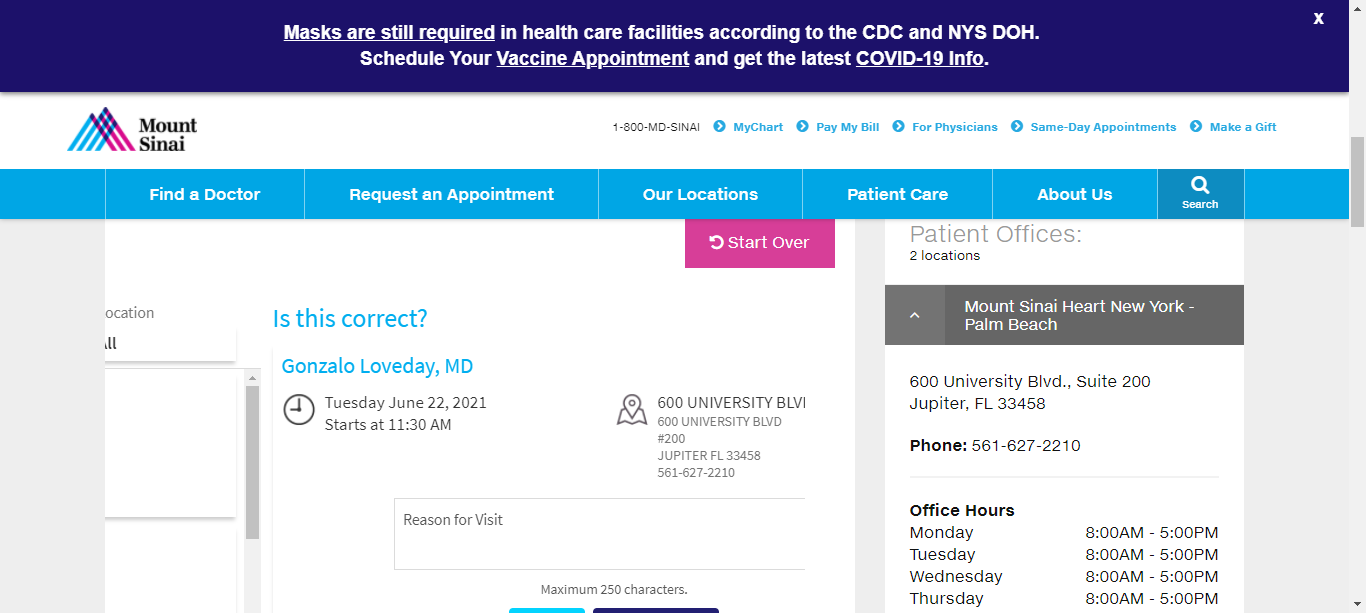 Masks are still required in health care facilities according to the CDC and NYS DOH.
Schedule Your Vaccine Appointment and get the latest COVID-19 Info.
X
Mount
Sinai
1-800-MD-SINAI MyChart Pay My Bill For Physicians Same-Day Appointments Make a Gift
Find a Doctor Request an Appointment Our Locations Patient Care About Us Search
Start Over
ocation
All
Is this correct?
Gonzalo Loveday, MD
Tuesday June 22, 2021
Starts at 11:30 AM
600 UNIVERSITY BLV
600 UNIVERSITY BLVD
#200
JUPITER FL 33458
561-627-2210
Reason for Visit
Maximum 250 characters.
Patient Offices:
2 locations
Mount Sinai Heart New York -
Palm Beach
600 University Blvd., Suite 200
Jupiter, FL 33458
Phone: 561-627-2210
Office Hours
Monday 8:00AM - 5:00PM
Tuesday 8:00AM - 5:00PM
Wednesday 8:00AM - 5:00PM
Thursday 8:00AM - 5:00PM